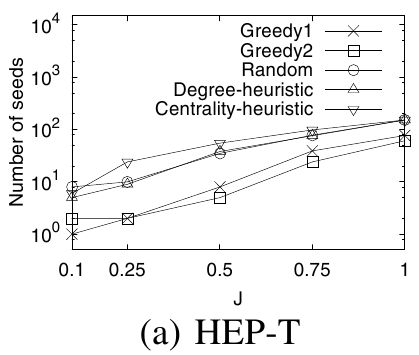 10^4
10^3
10^2
10^1
10^0
Number of seeds
Greedy1
Greedy2
Random
Degree-heuristic
Centrality-heuristic
0.1 0.25 0.5 0.75 1
J
(a) HEP-T